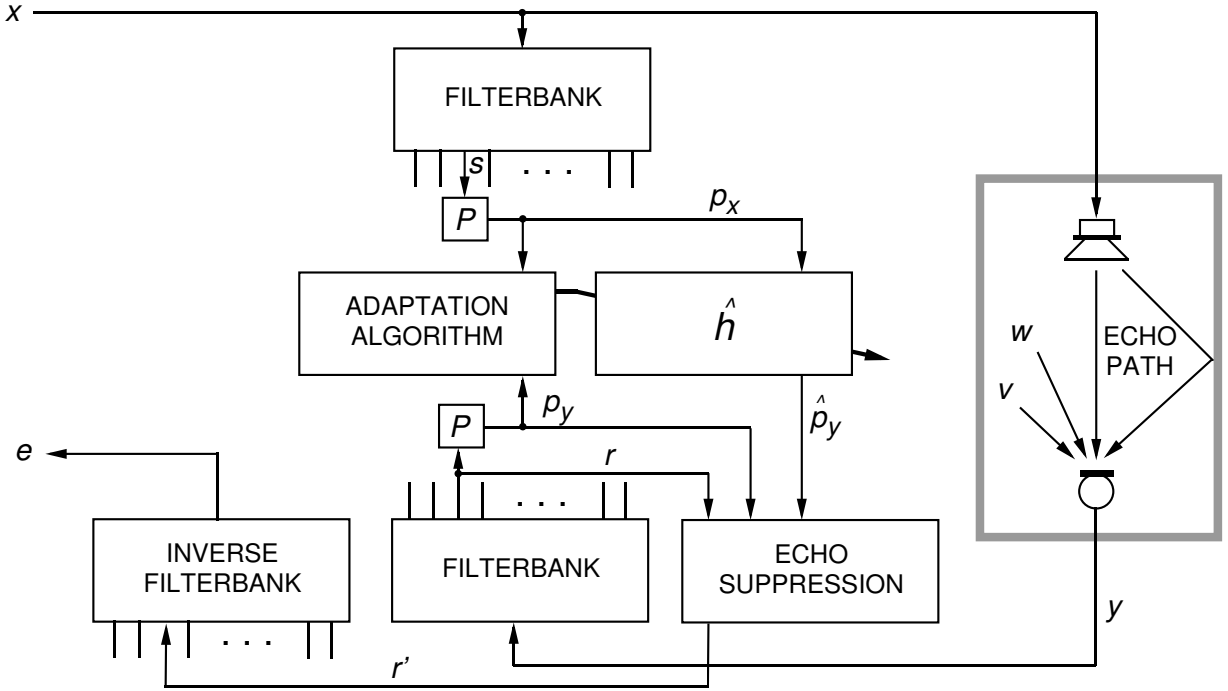 x
FILTERBANK
s
. . .
P
p_x
ADAPTATION
ALGORITHM
ĥ
ECHO
PATH
w
v
P
p_y
p̂_y
e
r
. . .
INVERSE
FILTERBANK
FILTERBANK
ECHO
SUPPRESSION
y
. . .
r'